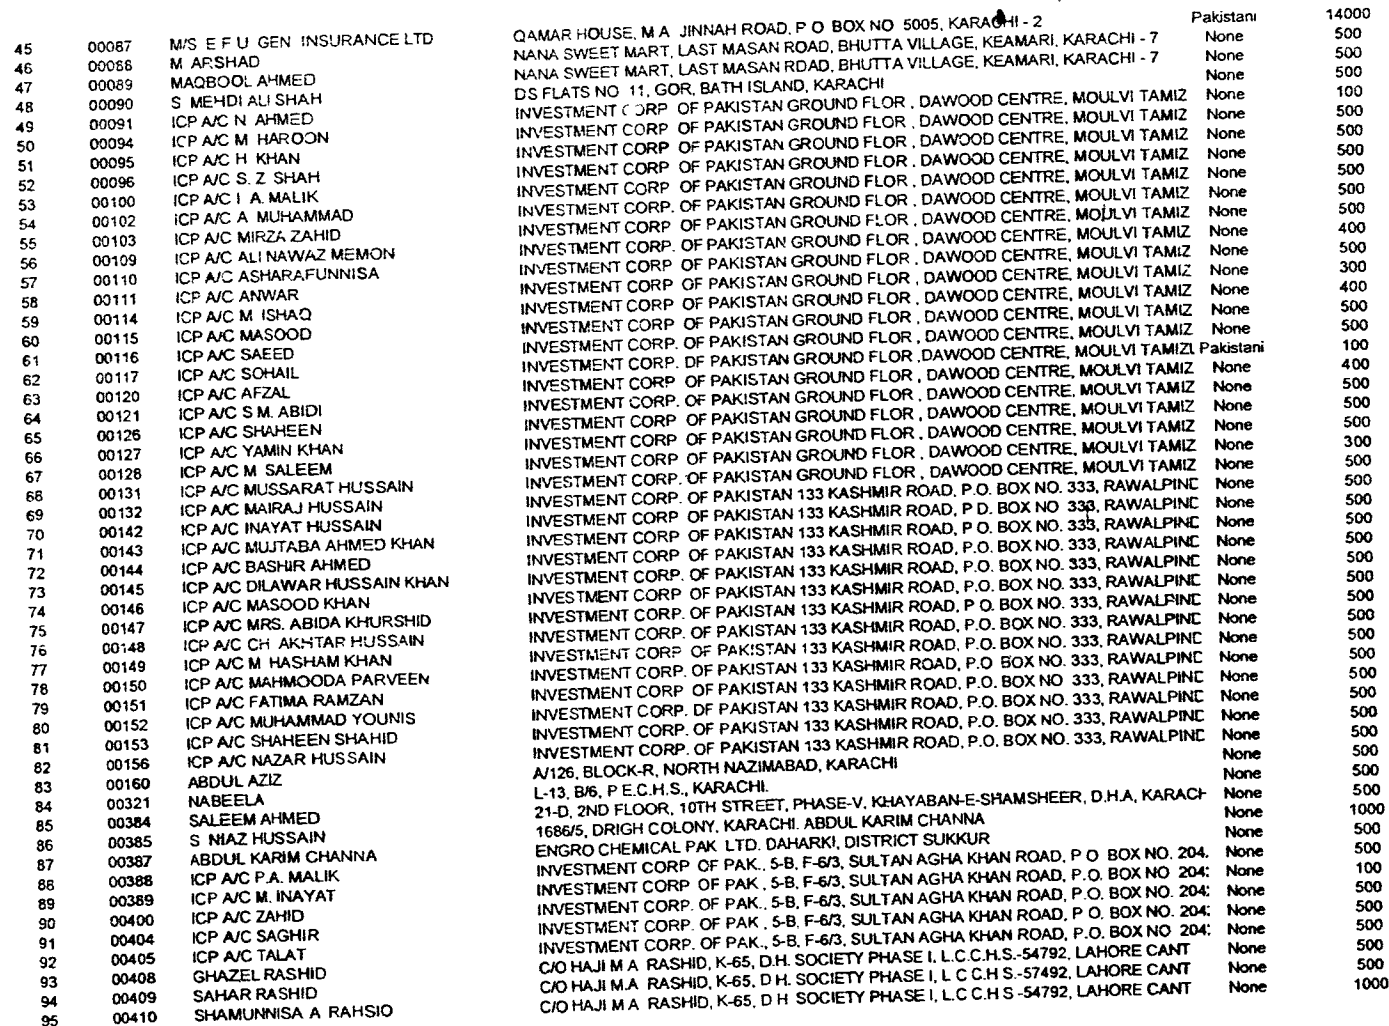 45 00087 M/S E F U GEN INSURANCE LTD QAMAR HOUSE, M A JINNAH ROAD, P O BOX NO 5005, KARACHI - 2 Pakistani 14000
46 00088 M ARSHAD NANA SWEET MART, LAST MASAN ROAD, BHUTTA VILLAGE, KEAMARI, KARACHI - 7 None 500
47 00089 MAQBOOL AHMED NANA SWEET MART, LAST MASAN ROAD, BHUTTA VILLAGE, KEAMARI, KARACHI - 7 None 500
48 00090 S MEHDI ALI SHAH DS FLATS NO 11, GOR, BATH ISLAND, KARACHI None 500
49 00091 ICP A/C N AHMED INVESTMENT CORP OF PAKISTAN GROUND FLOR , DAWOOD CENTRE, MOULVI TAMIZ None 100
50 00094 ICP A/C M HAROON INVESTMENT CORP OF PAKISTAN GROUND FLOR , DAWOOD CENTRE, MOULVI TAMIZ None 500
51 00095 ICP A/C H KHAN INVESTMENT CORP OF PAKISTAN GROUND FLOR , DAWOOD CENTRE, MOULVI TAMIZ None 500
52 00096 ICP A/C S. Z SHAH INVESTMENT CORP OF PAKISTAN GROUND FLOR , DAWOOD CENTRE, MOULVI TAMIZ None 500
53 00100 ICP A/C I A. MALIK INVESTMENT CORP OF PAKISTAN GROUND FLOR , DAWOOD CENTRE, MOULVI TAMIZ None 500
54 00102 ICP A/C A MUHAMMAD INVESTMENT CORP. OF PAKISTAN GROUND FLOR , DAWOOD CENTRE, MOULVI TAMIZ None 500
55 00103 ICP A/C MIRZA ZAHID INVESTMENT CORP. OF PAKISTAN GROUND FLOR , DAWOOD CENTRE, MOULVI TAMIZ None 500
56 00109 ICP A/C ALI NAWAZ MEMON INVESTMENT CORP. OF PAKISTAN GROUND FLOR , DAWOOD CENTRE, MOULVI TAMIZ None 400
57 00110 ICP A/C ASHARAFUNNISA INVESTMENT CORP OF PAKISTAN GROUND FLOR , DAWOOD CENTRE, MOULVI TAMIZ None 500
58 00111 ICP A/C ANWAR INVESTMENT CORP OF PAKISTAN GROUND FLOR , DAWOOD CENTRE, MOULVI TAMIZ None 300
59 00114 ICP A/C M ISHAQ INVESTMENT CORP OF PAKISTAN GROUND FLOR , DAWOOD CENTRE, MOULVI TAMIZ None 400
60 00115 ICP A/C MASOOD INVESTMENT CORP OF PAKISTAN GROUND FLOR , DAWOOD CENTRE, MOULVI TAMIZ None 500
61 00116 ICP A/C SAEED INVESTMENT CORP OF PAKISTAN GROUND FLOR , DAWOOD CENTRE, MOULVI TAMIZ None 500
62 00117 ICP A/C SOHAIL INVESTMENT CORP. OF PAKISTAN GROUND FLOR , DAWOOD CENTRE, MOULVI TAMIZL Pakistani 100
63 00120 ICP A/C AFZAL INVESTMENT CORP OF PAKISTAN GROUND FLOR , DAWOOD CENTRE, MOULVI TAMIZ None 400
64 00121 ICP A/C S M. ABIDI INVESTMENT CORP. OF PAKISTAN GROUND FLOR , DAWOOD CENTRE, MOULVI TAMIZ None 500
65 00126 ICP A/C SHAHEEN INVESTMENT CORP. OF PAKISTAN GROUND FLOR , DAWOOD CENTRE, MOULVI TAMIZ None 500
66 00127 ICP A/C YAMIN KHAN INVESTMENT CORP. OF PAKISTAN GROUND FLOR , DAWOOD CENTRE, MOULVI TAMIZ None 500
67 00128 ICP A/C M SALEEM INVESTMENT CORP. OF PAKISTAN GROUND FLOR , DAWOOD CENTRE, MOULVI TAMIZ None 300
68 00131 ICP A/C MUSSARAT HUSSAIN INVESTMENT CORP. OF PAKISTAN GROUND FLOR , DAWOOD CENTRE, MOULVI TAMIZ None 500
69 00132 ICP A/C MAIRAJ HUSSAIN INVESTMENT CORP. OF PAKISTAN 133 KASHMIR ROAD, P.O. BOX NO. 333, RAWALPIND None 500
70 00142 ICP A/C INAYAT HUSSAIN INVESTMENT CORP OF PAKISTAN 133 KASHMIR ROAD, P O. BOX NO 333, RAWALPIND None 500
71 00143 ICP A/C MUJTABA AHMED KHAN INVESTMENT CORP. OF PAKISTAN 133 KASHMIR ROAD, P.O. BOX NO. 333, RAWALPIND None 500
72 00144 ICP A/C BASHIR AHMED INVESTMENT CORP. OF PAKISTAN 133 KASHMIR ROAD, P.O. BOX NO. 333, RAWALPIND None 500
73 00145 ICP A/C DILAWAR HUSSAIN KHAN INVESTMENT CORP. OF PAKISTAN 133 KASHMIR ROAD, P.O. BOX NO. 333, RAWALPIND None 500
74 00146 ICP A/C MASOOD KHAN INVESTMENT CORP. OF PAKISTAN 133 KASHMIR ROAD, P.O. BOX NO. 333, RAWALPIND None 500
75 00147 ICP A/C MRS. ABIDA KHURSHID INVESTMENT CORP. OF PAKISTAN 133 KASHMIR ROAD, P O. BOX NO. 333, RAWALPIND None 500
76 00148 ICP A/C CH AKHTAR HUSSAIN INVESTMENT CORP. OF PAKISTAN 133 KASHMIR ROAD, P.O. BOX NO. 333, RAWALPIND None 500
77 00149 ICP A/C M HASHAM KHAN INVESTMENT CORP. OF PAKISTAN 133 KASHMIR ROAD, P.O. BOX NO. 333, RAWALPIND None 500
78 00150 ICP A/C MAHMOODA PARVEEN INVESTMENT CORP OF PAKISTAN 133 KASHMIR ROAD, P.O BOX NO. 333, RAWALPIND None 500
79 00151 ICP A/C FATIMA RAMZAN INVESTMENT CORP OF PAKISTAN 133 KASHMIR ROAD, P.O. BOX NO 333, RAWALPIND None 500
80 00152 ICP A/C MUHAMMAD YOUNIS INVESTMENT CORP. OF PAKISTAN 133 KASHMIR ROAD, P.O. BOX NO. 333, RAWALPIND None 500
81 00153 ICP A/C SHAHEEN SHAHID INVESTMENT CORP. OF PAKISTAN 133 KASHMIR ROAD, P.O. BOX NO. 333, RAWALPIND None 500
82 00156 ICP A/C NAZAR HUSSAIN INVESTMENT CORP. OF PAKISTAN 133 KASHMIR ROAD, P.O. BOX NO. 333, RAWALPIND None 500
83 00160 ABDUL AZIZ A/126, BLOCK-R, NORTH NAZIMABAD, KARACHI None 500
84 00321 NABEELA L-13, B/6, P E.C.H.S., KARACHI. None 500
85 00384 SALEEM AHMED 21-D, 2ND FLOOR, 10TH STREET, PHASE-V, KHAYABAN-E-SHAMSHEER, D.H.A, KARACH None 500
86 00385 S NIAZ HUSSAIN 1686/5, DRIGH COLONY, KARACHI. ABDUL KARIM CHANNA None 1000
87 00387 ABDUL KARIM CHANNA ENGRO CHEMICAL PAK LTD. DAHARKI, DISTRICT SUKKUR None 500
88 00388 ICP A/C P.A. MALIK INVESTMENT CORP OF PAK., 5-B, F-6/3, SULTAN AGHA KHAN ROAD, P O BOX NO. 204. None 500
89 00389 ICP A/C M. INAYAT INVESTMENT CORP OF PAK , 5-B, F-6/3, SULTAN AGHA KHAN ROAD, P.O. BOX NO 204: None 100
90 00400 ICP A/C ZAHID INVESTMENT CORP. OF PAK , 5-B, F-6/3, SULTAN AGHA KHAN ROAD, P.O. BOX NO. 204: None 500
91 00404 ICP A/C SAGHIR INVESTMENT CORP. OF PAK , 5-B, F-6/3, SULTAN AGHA KHAN ROAD, P O. BOX NO. 204: None 500
92 00405 ICP A/C TALAT INVESTMENT CORP. OF PAK., 5-B, F-6/3, SULTAN AGHA KHAN ROAD, P.O. BOX NO 204: None 500
93 00408 GHAZEL RASHID C/O HAJI M A RASHID, K-65, D.H. SOCIETY PHASE I, L.C.C.H.S.-54792, LAHORE CANT None 500
94 00409 SAHAR RASHID C/O HAJI M.A RASHID, K-65, D H SOCIETY PHASE I, L C C.H.S.-57492, LAHORE CANT None 500
95 00410 SHAMUNNISA A RAHSIO C/O HAJI M A RASHID, K-65, D H SOCIETY PHASE I, L.C C.H S -54792, LAHORE CANT None 1000